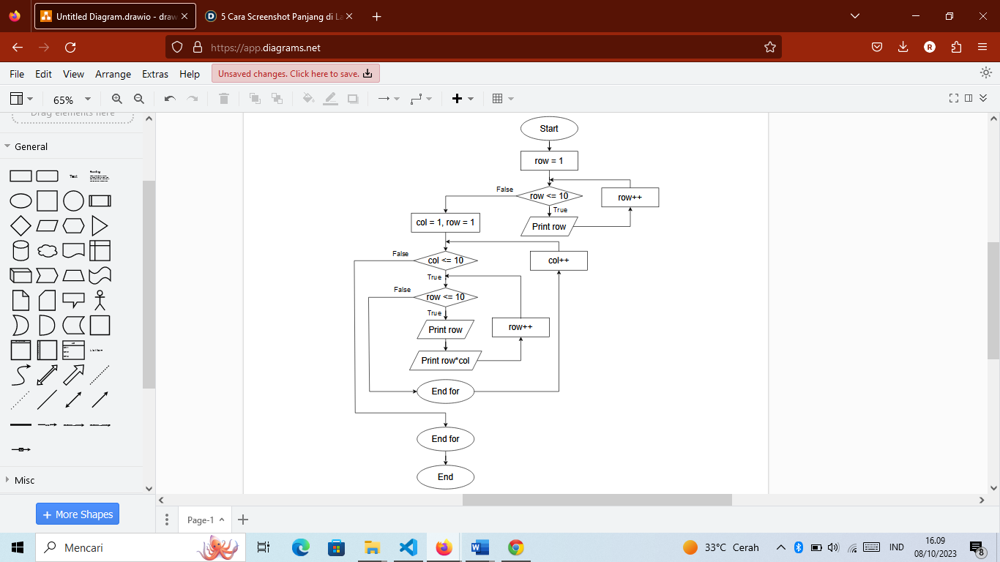 Untitled Diagram.drawio - draw
5 Cara Screenshot Panjang di La
https://app.diagrams.net
R
File Edit View Arrange Extras Help
Unsaved changes. Click here to save.
65%
Drag elements here
General
Text
Heading
List Item
Misc
+ More Shapes
Start
row = 1
row <= 10
False
True
row++
Print row
col = 1, row = 1
col <= 10
False
True
col++
row <= 10
False
True
Print row
row++
Print row*col
End for
End for
End
Page-1
Mencari
33°C Cerah
IND
16.09
08/10/2023
8